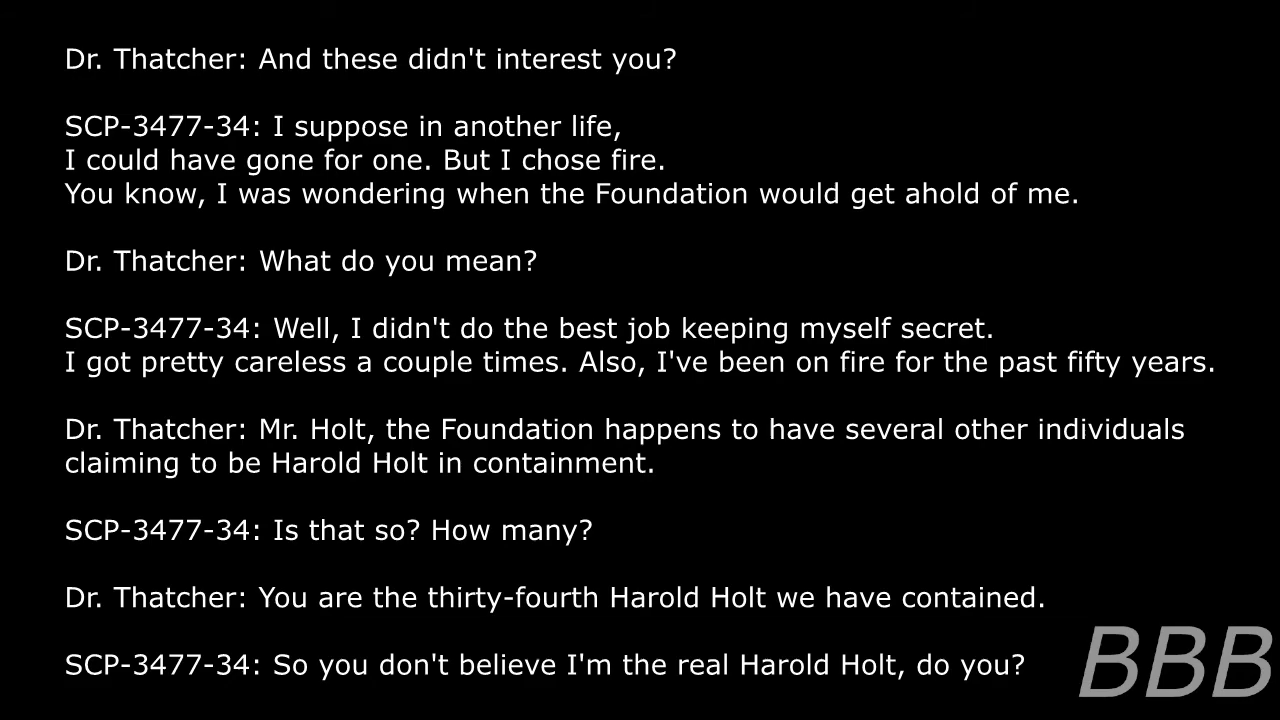 Dr. Thatcher: And these didn't interest you?
SCP-3477-34: I suppose in another life,
I could have gone for one. But I chose fire.
You know, I was wondering when the Foundation would get ahold of me.
Dr. Thatcher: What do you mean?
SCP-3477-34: Well, I didn't do the best job keeping myself secret.
I got pretty careless a couple times. Also, I've been on fire for the past fifty years.
Dr. Thatcher: Mr. Holt, the Foundation happens to have several other individuals
claiming to be Harold Holt in containment.
SCP-3477-34: Is that so? How many?
Dr. Thatcher: You are the thirty-fourth Harold Holt we have contained.
SCP-3477-34: So you don't believe I'm the real Harold Holt, do you?
BBB